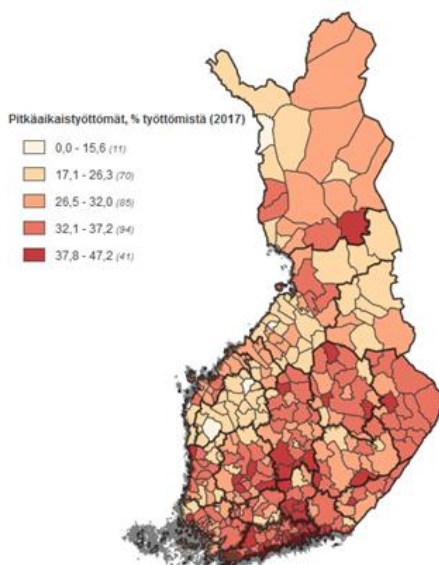 Pitkäaikaistyöttömät, % työttömistä (2017)
0,0 - 15,6 (11)
17,1 - 26,3 (70)
26,5 - 32,0 (85)
32,1 - 37,2 (94)
37,8 - 47,2 (41)